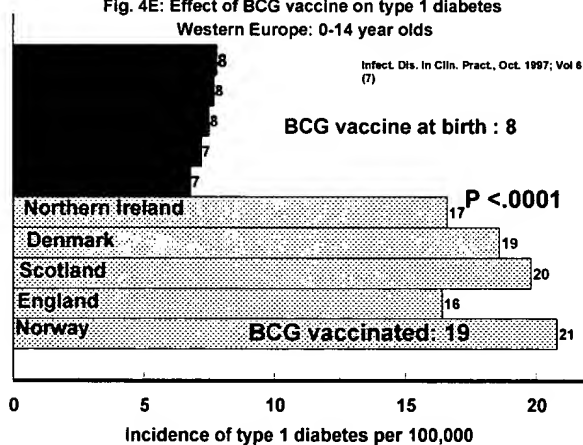 Fig. 4E: Effect of BCG vaccine on type 1 diabetes
Western Europe: 0-14 year olds
Infect. Dis. in Clin. Pract., Oct. 1997; Vol 6
(7)
8
8
8
BCG vaccine at birth : 8
7
7
P <.0001
Northern Ireland
17
Denmark
19
Scotland
20
England
16
Norway
BCG vaccinated: 19
21
0 5 10 15 20
Incidence of type 1 diabetes per 100,000